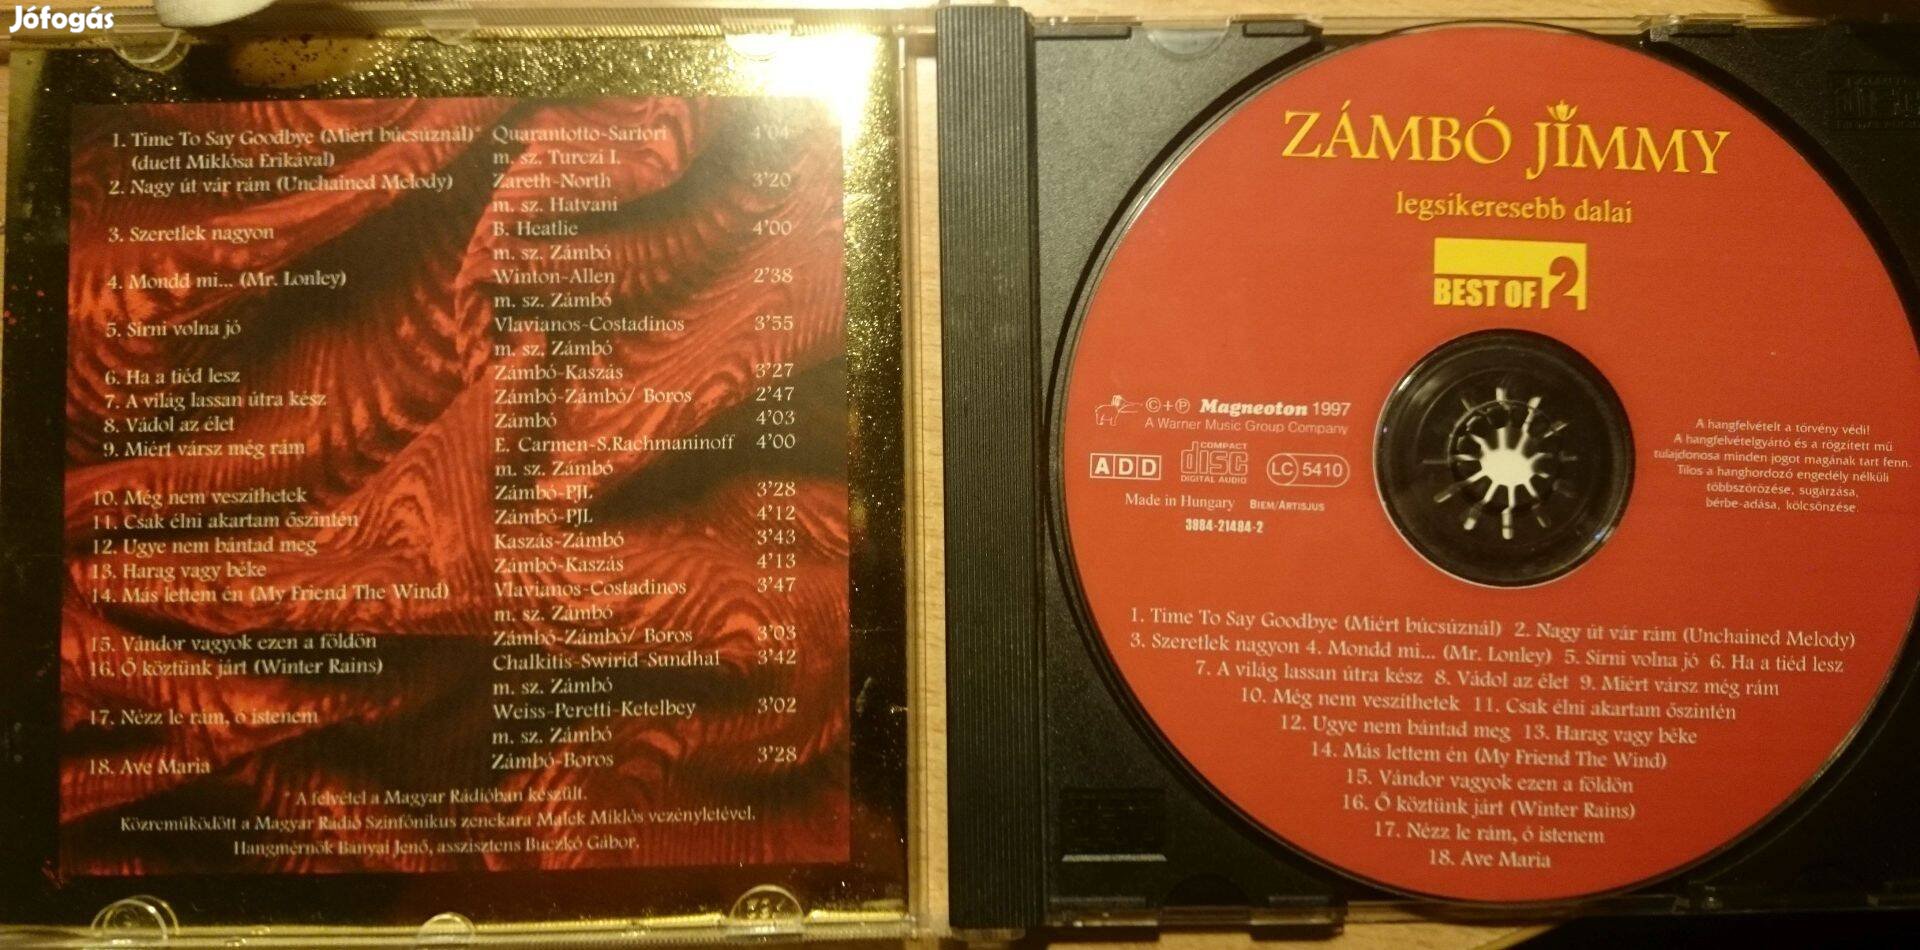 Jófogás
1. Time To Say Goodbye (Miért búcsúznál)* Quarantotto-Sartori 4'04
(duett Miklósa Erikával) m. sz. Turczi I.
2. Nagy út vár rám (Unchained Melody) Zareth-North 3'20
m. sz. Hatvani
3. Szeretlek nagyon B. Heatlie 4'00
m. sz. Zámbó
4. Mondd mi... (Mr. Lonley) Winton-Allen 2'38
m. sz. Zámbó
5. Sírni volna jó Vlavianos-Costadinos 3'55
m. sz. Zámbó
6. Ha a tiéd lesz Zámbó-Kaszás 3'27
7. A világ lassan útra kész Zámbó-Zámbó/ Boros 2'47
8. Vádol az élet Zámbó 4'03
9. Miért vársz még rám E. Carmen-S.Rachmaninoff 4'00
m. sz. Zámbó
10. Még nem veszíthetek Zámbó-PJL 3'28
11. Csak élni akartam őszintén Zámbó-PJL 4'12
12. Ugye nem bántad meg Kaszás-Zámbó 3'43
13. Harag vagy béke Zámbó-Kaszás 4'13
14. Más lettem én (My Friend The Wind) Vlavianos-Costadinos 3'47
m. sz. Zámbó
15. Vándor vagyok ezen a földön Zámbó-Zámbó/ Boros 3'03
16. Ő köztünk járt (Winter Rains) Chalkitis-Swirid-Sundhal 3'42
m. sz. Zámbó
17. Nézz le rám, ó istenem Weiss-Peretti-Ketelbey 3'02
m. sz. Zámbó
18. Ave Maria Zámbó-Boros 3'28
* A felvétel a Magyar Rádióban készült.
Közreműködött a Magyar Rádió Szinfónikus zenekara Malek Miklós vezényletével.
Hangmérnök Bányai Jenő, asszisztens Buczkó Gábor.
ZÁMBÓ JIMMY
legsikeresebb dalai
BEST OF 2
©+℗ Magneoton 1997
A Warner Music Group Company
ADD COMPACT disc DIGITAL AUDIO LC 5410
Made in Hungary BIEM/ARTISJUS
3984-21484-2
A hangfelvételt a törvény védi!
A hangfelvételgyártó és a rögzített mű
tulajdonosa minden jogot magának tart fenn.
Tilos a hanghordozó engedély nélküli
többszörözése, sugárzása,
bérbe-adása, kölcsönzése.
1. Time To Say Goodbye (Miért búcsúznál) 2. Nagy út vár rám (Unchained Melody)
3. Szeretlek nagyon 4. Mondd mi... (Mr. Lonley) 5. Sírni volna jó 6. Ha a tiéd lesz
7. A világ lassan útra kész 8. Vádol az élet 9. Miért vársz még rám
10. Még nem veszíthetek 11. Csak élni akartam őszintén
12. Ugye nem bántad meg 13. Harag vagy béke
14. Más lettem én (My Friend The Wind)
15. Vándor vagyok ezen a földön
16. Ő köztünk járt (Winter Rains)
17. Nézz le rám, ó istenem
18. Ave Maria